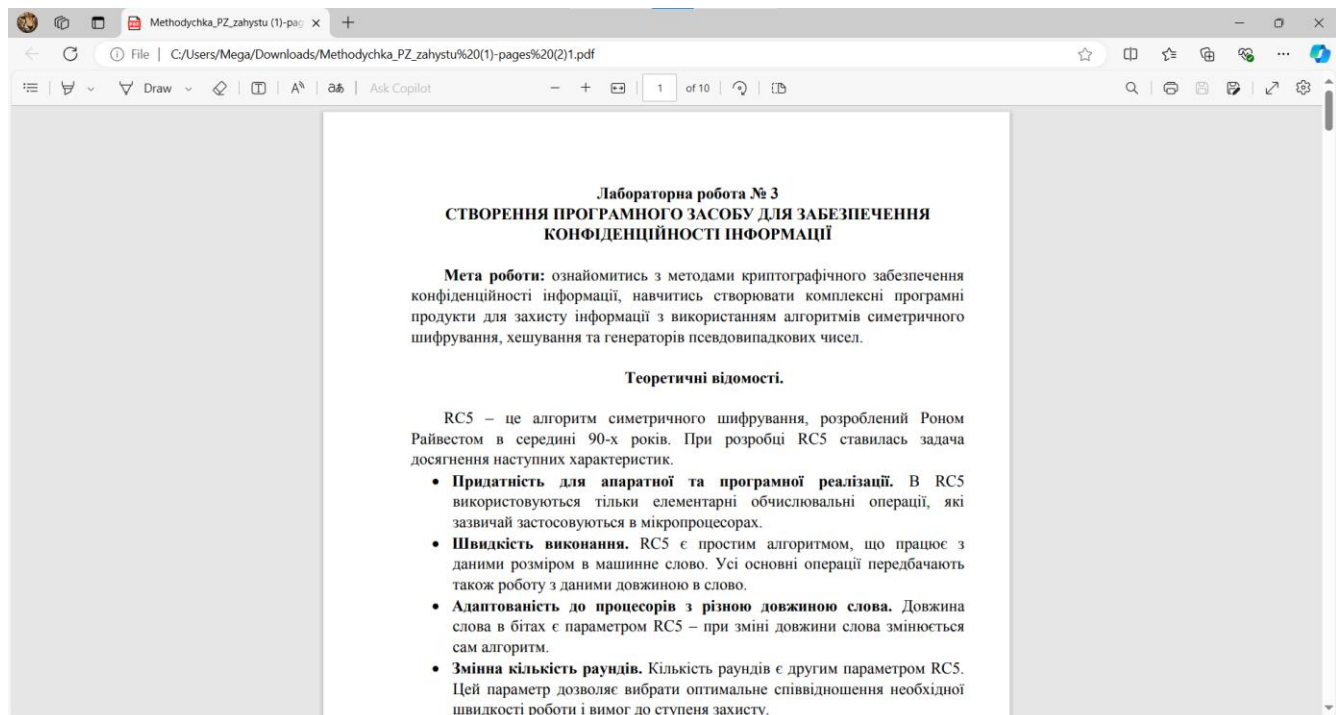 Methodychka_PZ_zahystu (1)-pag
File | C:/Users/Mega/Downloads/Methodychka_PZ_zahystu%20(1)-pages%20(2)1.pdf
Draw
Ask Copilot
1 of 10
Лабораторна робота № 3
СТВОРЕННЯ ПРОГРАМНОГО ЗАСОБУ ДЛЯ ЗАБЕЗПЕЧЕННЯ
КОНФІДЕНЦІЙНОСТІ ІНФОРМАЦІЇ
Мета роботи: ознайомитись з методами криптографічного забезпечення
конфіденційності інформації, навчитись створювати комплексні програмні
продукти для захисту інформації з використанням алгоритмів симетричного
шифрування, хешування та генераторів псевдовипадкових чисел.
Теоретичні відомості.
RC5 – це алгоритм симетричного шифрування, розроблений Роном
Райвестом в середині 90-х років. При розробці RC5 ставилась задача
досягнення наступних характеристик.
• Придатність для апаратної та програмної реалізації. В RC5
використовуються тільки елементарні обчислювальні операції, які
зазвичай застосовуються в мікропроцесорах.
• Швидкість виконання. RC5 є простим алгоритмом, що працює з
даними розміром в машинне слово. Усі основні операції передбачають
також роботу з даними довжиною в слово.
• Адаптованість до процесорів з різною довжиною слова. Довжина
слова в бітах є параметром RC5 – при зміні довжини слова змінюється
сам алгоритм.
• Змінна кількість раундів. Кількість раундів є другим параметром RC5.
Цей параметр дозволяє вибрати оптимальне співвідношення необхідної
швидкості роботи і вимог до ступеня захисту.